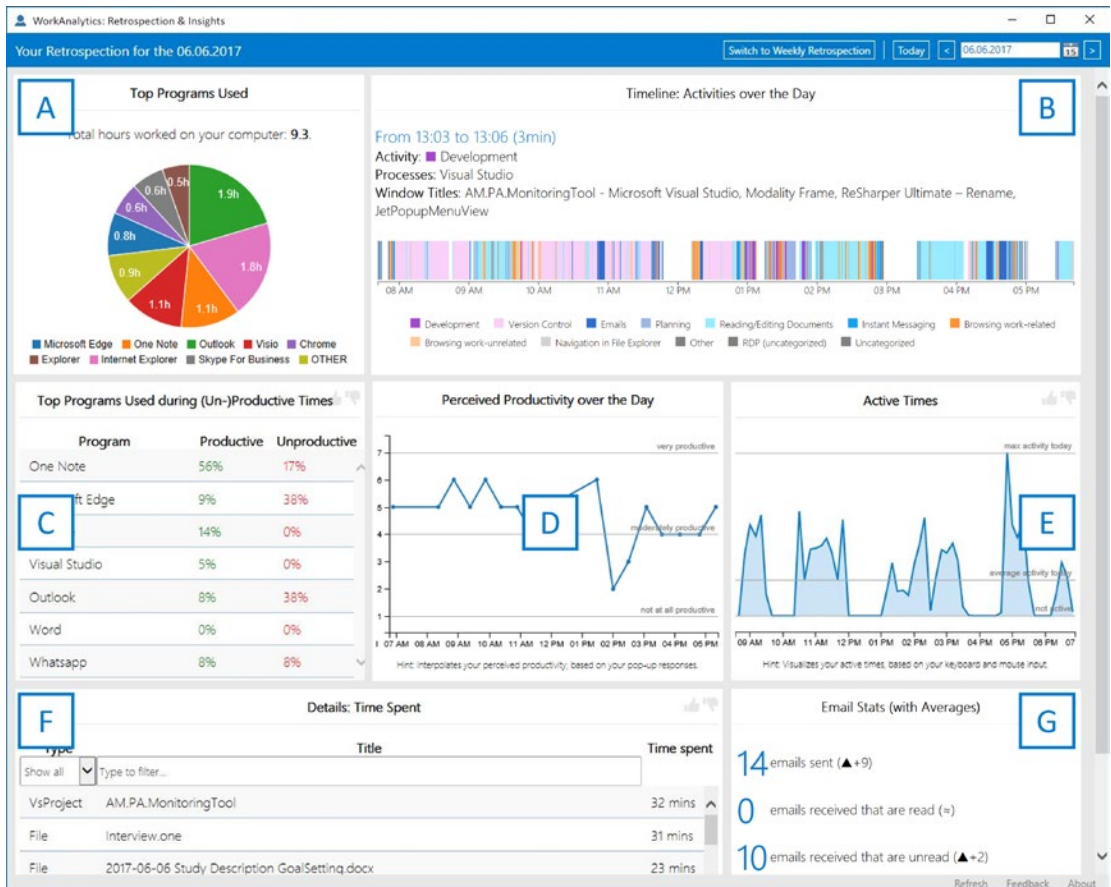 WorkAnalytics: Retrospection & Insights
Your Retrospection for the 06.06.2017
Switch to Weekly Retrospection
Today
<
06.06.2017
15
>
A
Top Programs Used
Total hours worked on your computer: 9.3.
1.9h
1.8h
1.1h
1.1h
0.9h
0.8h
0.6h
0.6h
0.5h
Microsoft Edge One Note Outlook Visio Chrome
Explorer Internet Explorer Skype For Business OTHER
Timeline: Activities over the Day
B
From 13:03 to 13:06 (3min)
Activity: Development
Processes: Visual Studio
Window Titles: AM.PA.MonitoringTool - Microsoft Visual Studio, Modality Frame, ReSharper Ultimate – Rename,
JetPopupMenuView
08 AM 09 AM 10 AM 11 AM 12 PM 01 PM 02 PM 03 PM 04 PM 05 PM
Development Version Control Emails Planning Reading/Editing Documents Instant Messaging Browsing work-related
Browsing work-unrelated Navigation in File Explorer Other RDP (uncategorized) Uncategorized
Top Programs Used during (Un-)Productive Times
Program Productive Unproductive
One Note 56% 17%
ft Edge 9% 38%
C
14% 0%
Visual Studio 5% 0%
Outlook 8% 38%
Word 0% 0%
Whatsapp 8% 8%
Perceived Productivity over the Day
very productive
7
6
5
D
moderately productive
4
3
2
not at all productive
1
07 AM 08 AM 09 AM 10 AM 11 AM 12 PM 01 PM 02 PM 03 PM 04 PM 05 PM
Hint: Interpolates your perceived productivity, based on your pop-up responses.
Active Times
max activity today
E
average activity today
not active
09 AM 10 AM 11 AM 12 PM 01 PM 02 PM 03 PM 04 PM 05 PM 06 PM 07
Hint: Visualizes your active times, based on your keyboard and mouse input.
F
Details: Time Spent
Type Title Time spent
Show all Type to filter...
VsProject AM.PA.MonitoringTool 32 mins
File Interview.one 31 mins
File 2017-06-06 Study Description GoalSetting.docx 23 mins
Email Stats (with Averages)
G
14 emails sent (▲+9)
0 emails received that are read (≈)
10 emails received that are unread (▲+2)
Refresh Feedback About